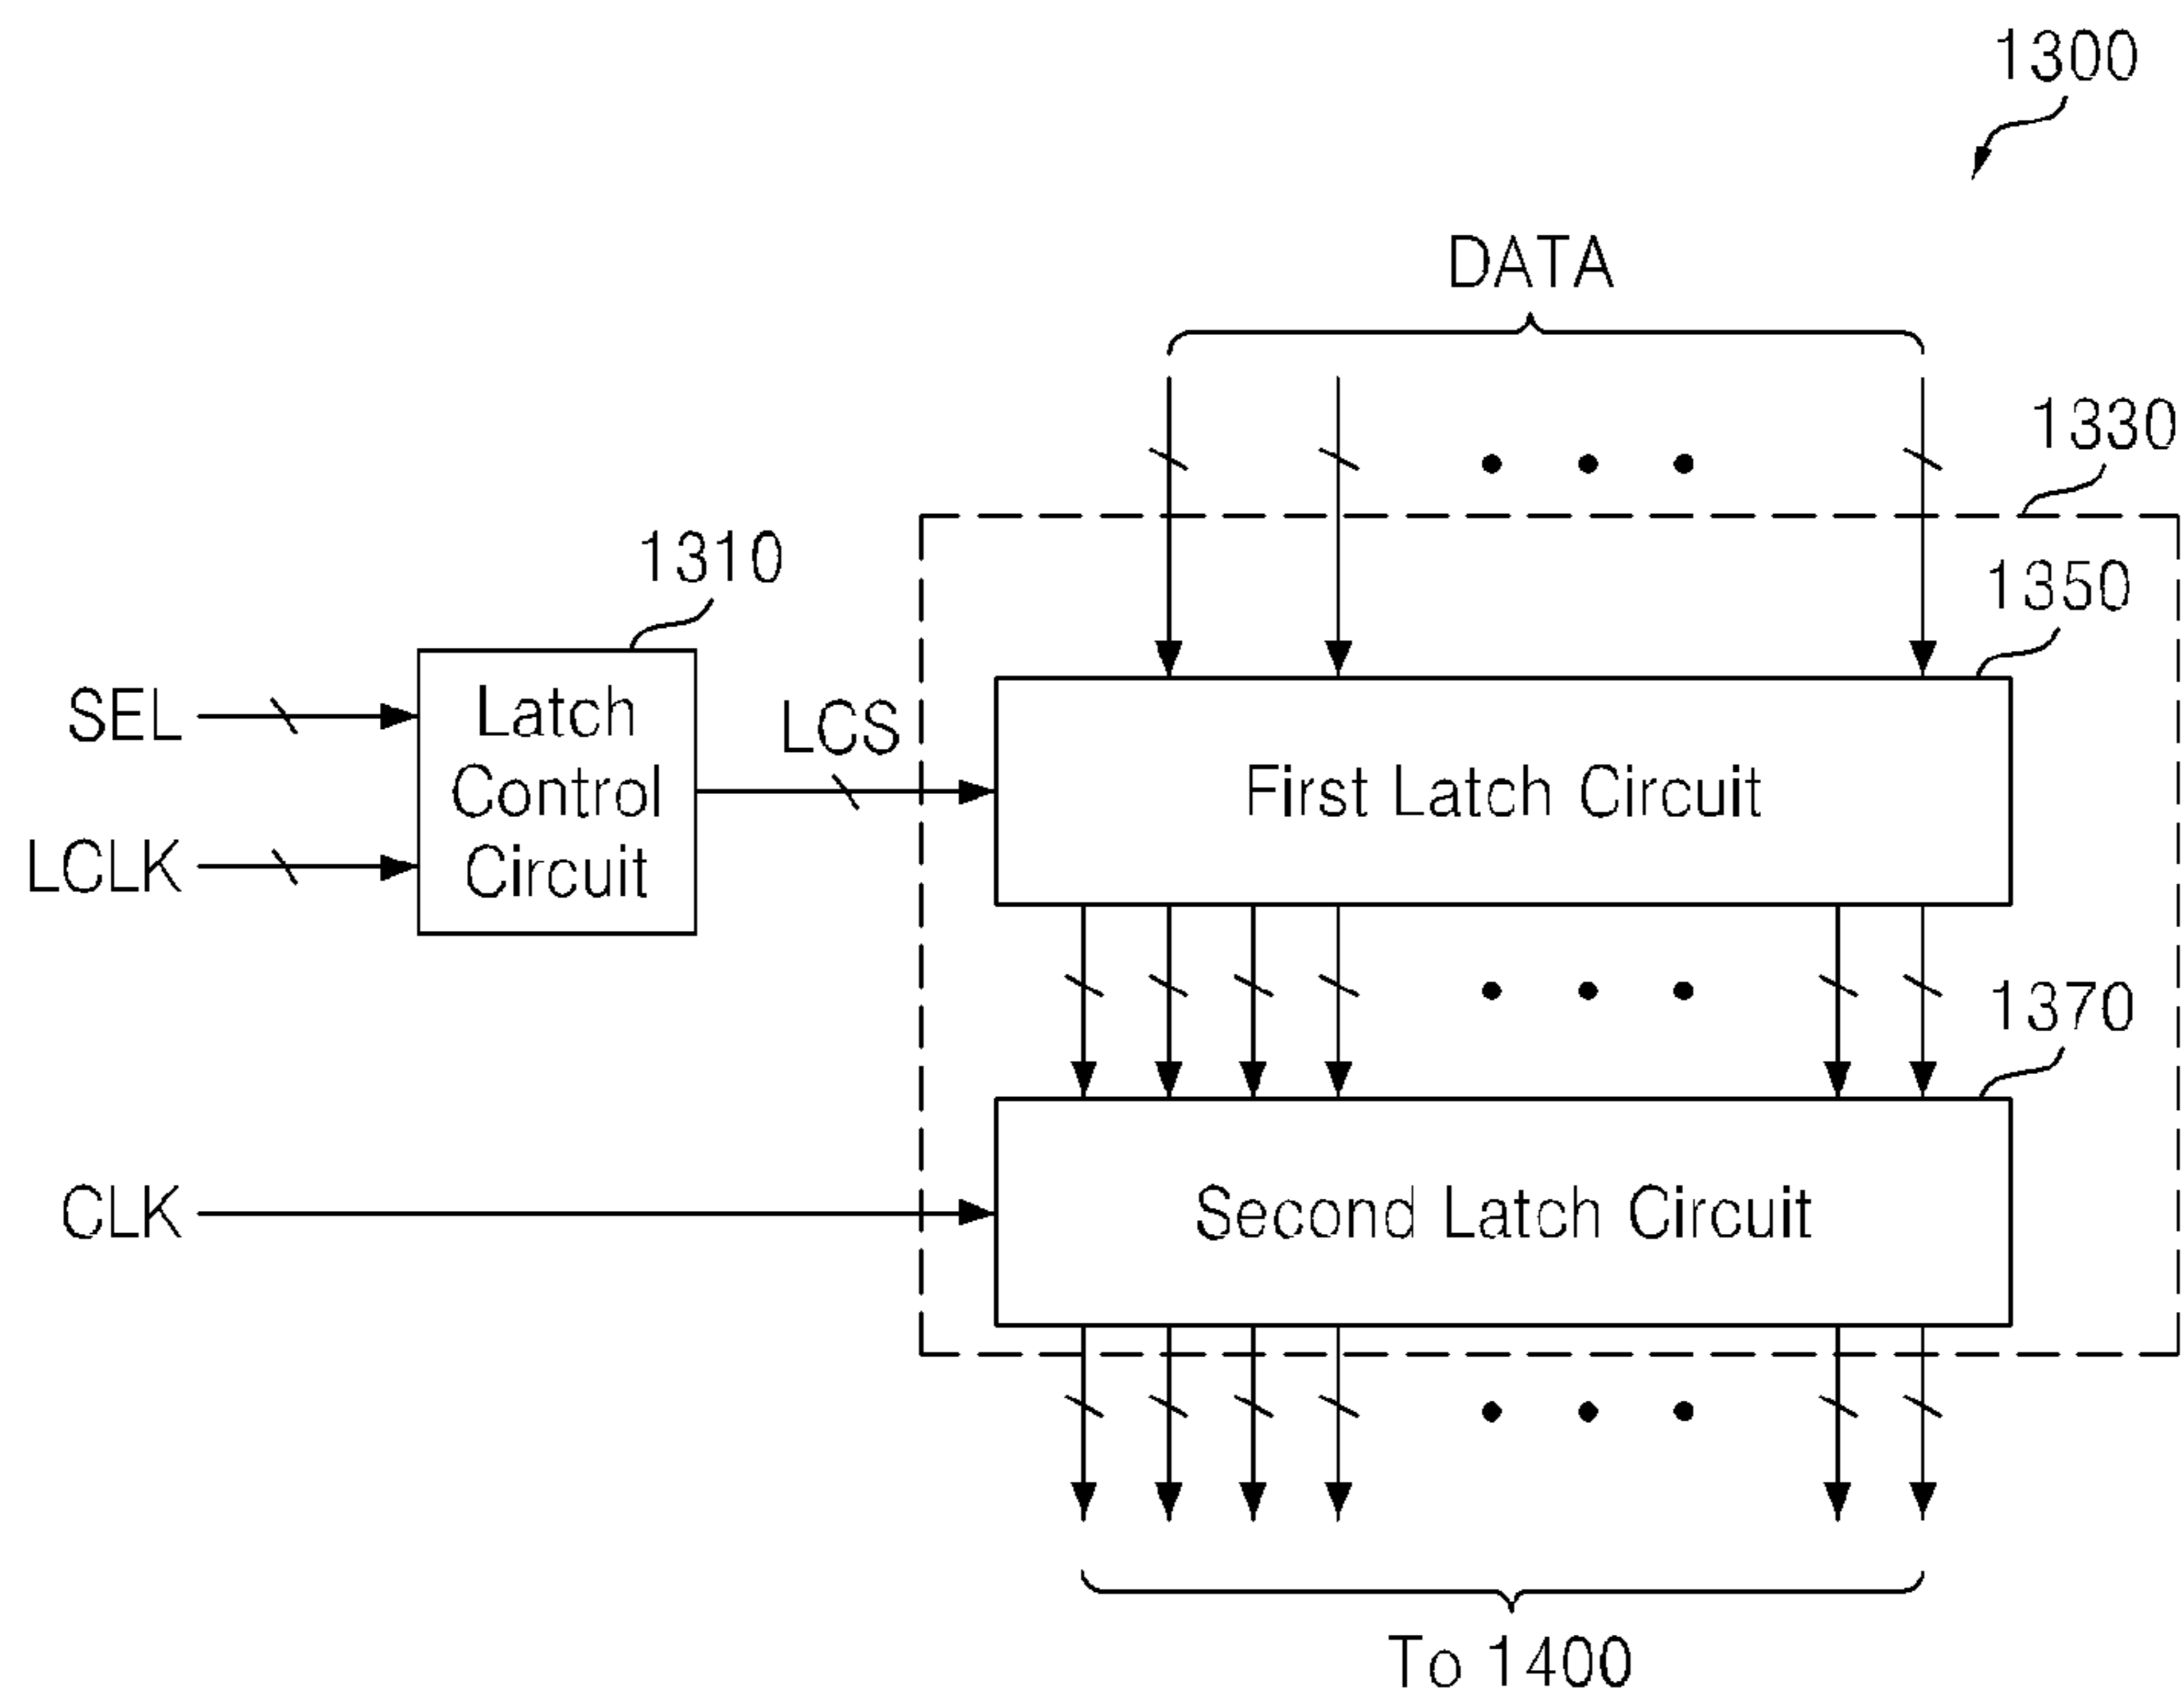 1300
DATA
1330
1310
1350
SEL
LCLK
Latch
Control
Circuit
LCS
First Latch Circuit
1370
CLK
Second Latch Circuit
To 1400